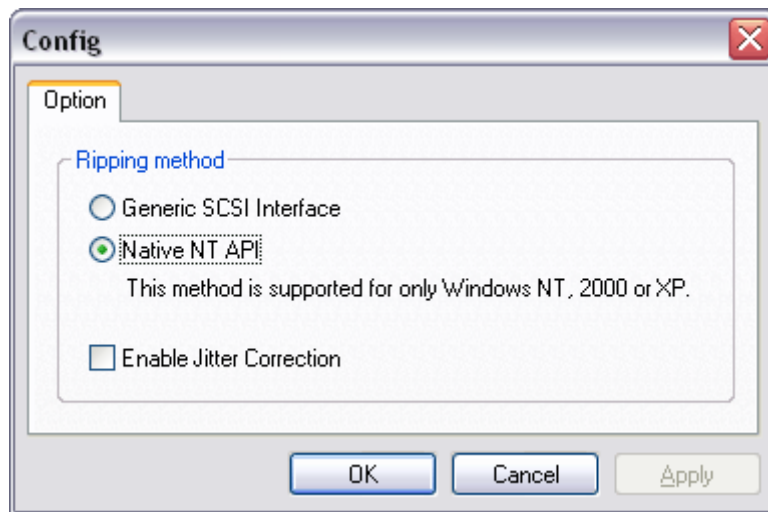 Config
Option
Ripping method
Generic SCSI Interface
Native NT API
This method is supported for only Windows NT, 2000 or XP.
Enable Jitter Correction
OK Cancel Apply